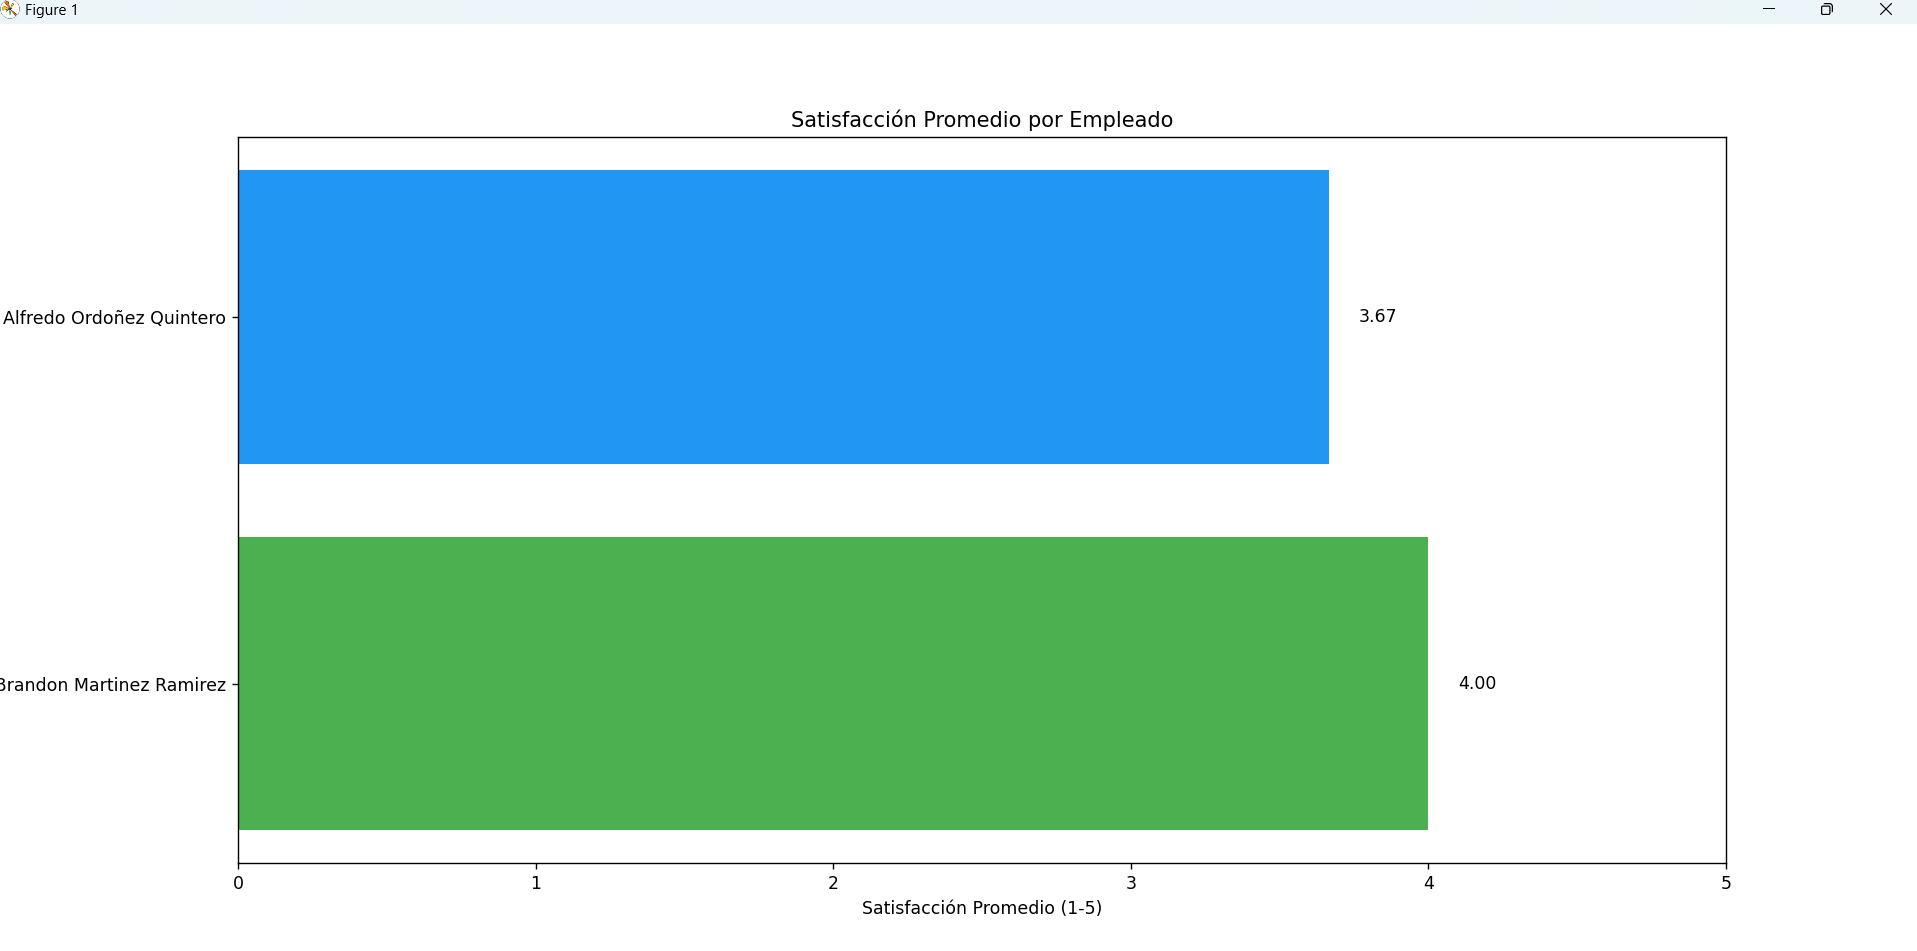 Figure 1
Satisfacción Promedio por Empleado
Alfredo Ordoñez Quintero
3.67
Brandon Martinez Ramirez
4.00
0 1 2 3 4 5
Satisfacción Promedio (1-5)